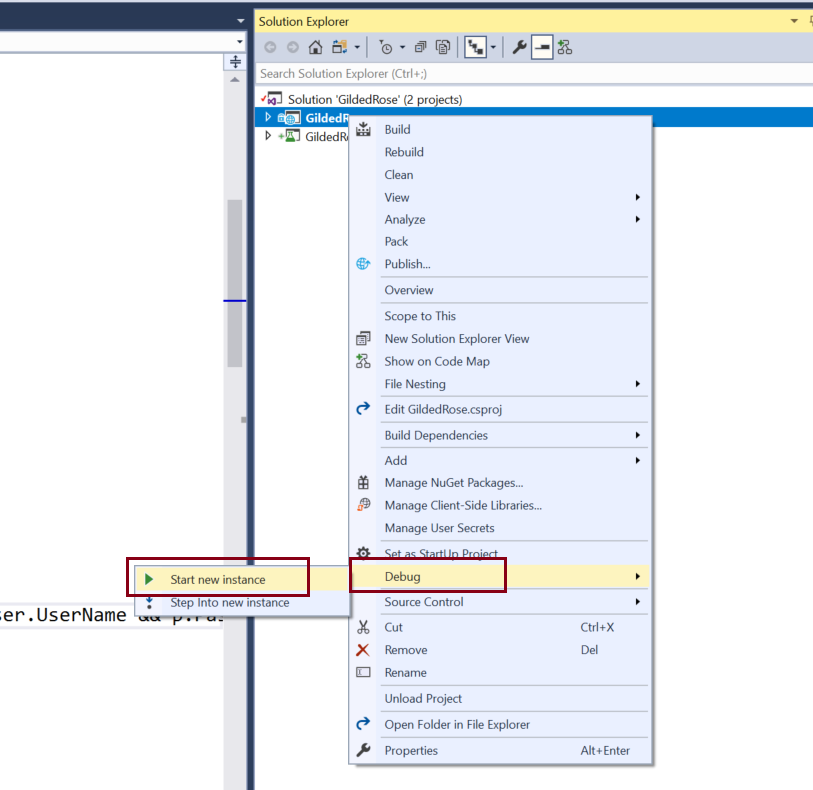 Solution Explorer
Search Solution Explorer (Ctrl+;)
Solution 'GildedRose' (2 projects)
GildedR
GildedR
Build
Rebuild
Clean
View
Analyze
Pack
Publish...
Overview
Scope to This
New Solution Explorer View
Show on Code Map
File Nesting
Edit GildedRose.csproj
Build Dependencies
Add
Manage NuGet Packages...
Manage Client-Side Libraries...
Manage User Secrets
Set as StartUp Project
Debug
Start new instance
Step Into new instance
ser.UserName && p.Pas
Source Control
Cut Ctrl+X
Remove Del
Rename
Unload Project
Open Folder in File Explorer
Properties Alt+Enter